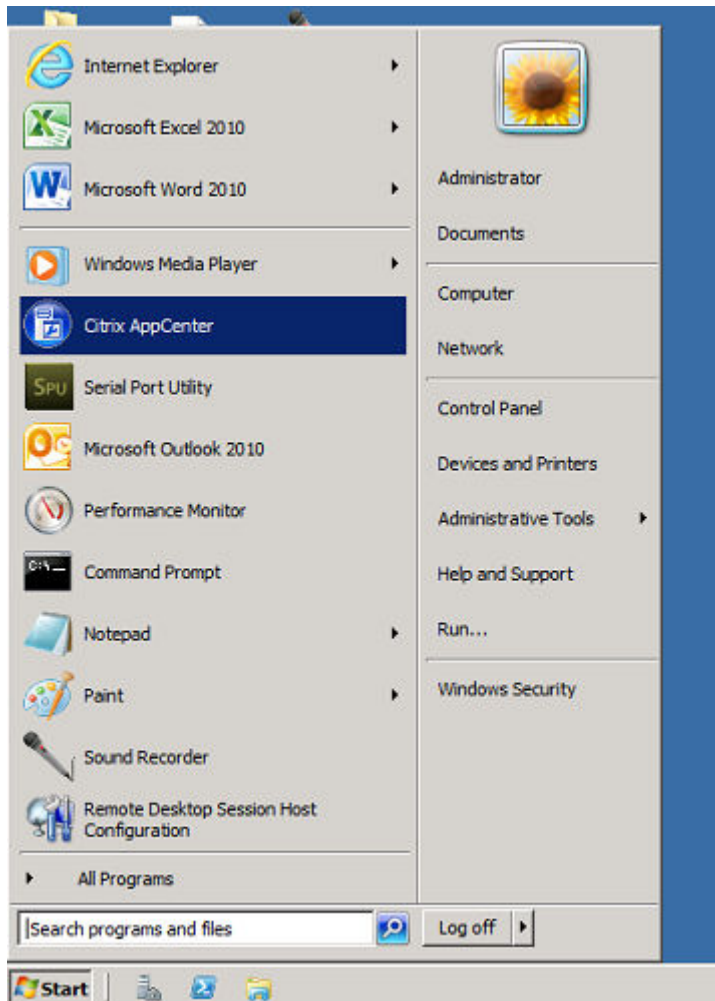 Internet Explorer
Microsoft Excel 2010
Microsoft Word 2010
Windows Media Player
Citrix AppCenter
SPU Serial Port Utility
Microsoft Outlook 2010
Performance Monitor
C:\ Command Prompt
Notepad
Paint
Sound Recorder
Remote Desktop Session Host
Configuration
All Programs
Search programs and files
Administrator
Documents
Computer
Network
Control Panel
Devices and Printers
Administrative Tools
Help and Support
Run...
Windows Security
Log off
Start